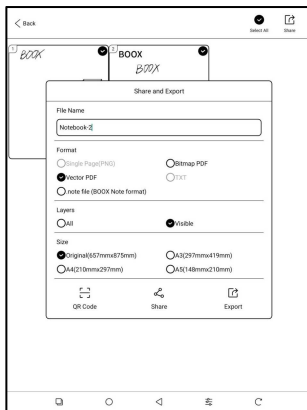 Back
Select All
Share
1
BOOX
2
BOOX
BOOX
Share and Export
File Name
Notebook-2
Format
Single Page(PNG)
Bitmap PDF
Vector PDF
TXT
.note file (BOOX Note format)
Layers
All
Visible
Size
Original(657mmx875mm)
A3(297mmx419mm)
A4(210mmx297mm)
A5(148mmx210mm)
QR Code
Share
Export